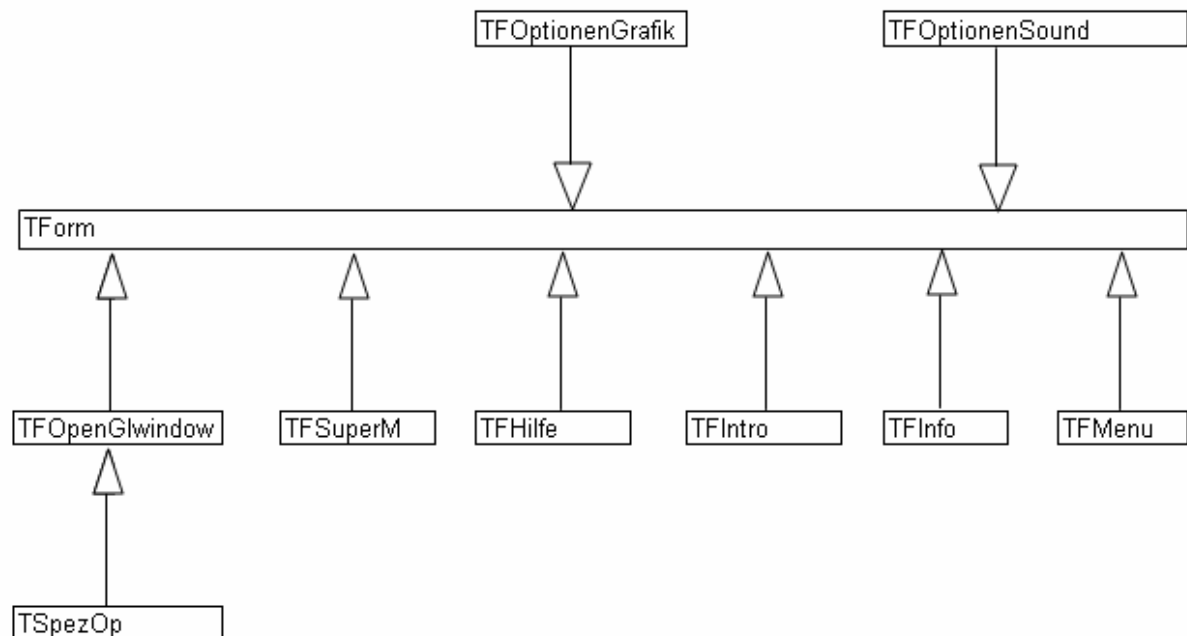 TFOptionenGrafik
TFOptionenSound
TForm
TFOpenGlwindow
TFSuperM
TFHilfe
TFIntro
TFInfo
TFMenu
TSpezOp